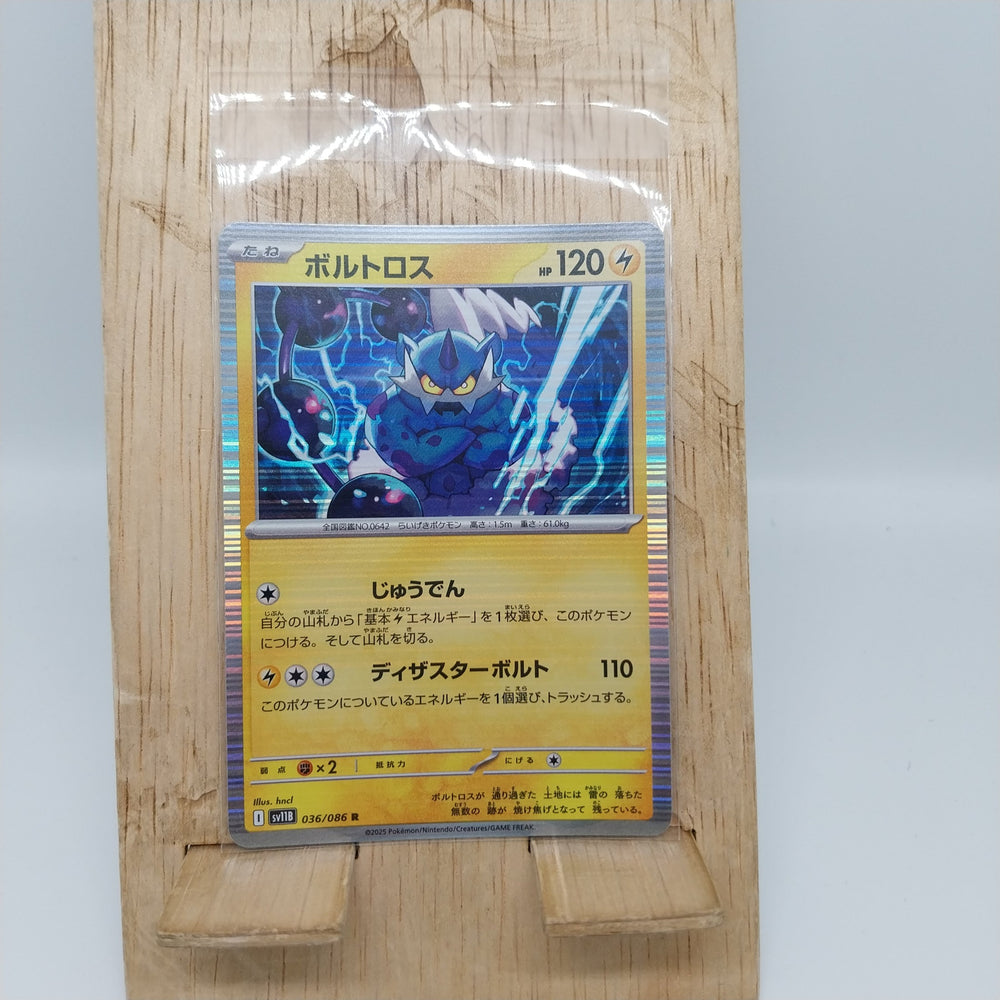 たね ボルトロス HP 120
全国図鑑NO.0642 らいげきポケモン 高さ:1.5m 重さ:61.0kg
じゅうでん
自分の山札から「基本エネルギー」を1枚選び、このポケモン
につける。そして山札を切る。
ディザスターボルト 110
このポケモンについているエネルギーを1個選び、トラッシュする。
弱点 ×2 抵抗力 にげる
ボルトロスが 通り過ぎた 土地には 雷の 落ちた
無数の 跡が 焼け焦げとなって 残っている。
Illus. hncl
I sv11B 036/086 R
©2025 Pokémon/Nintendo/Creatures/GAME FREAK.